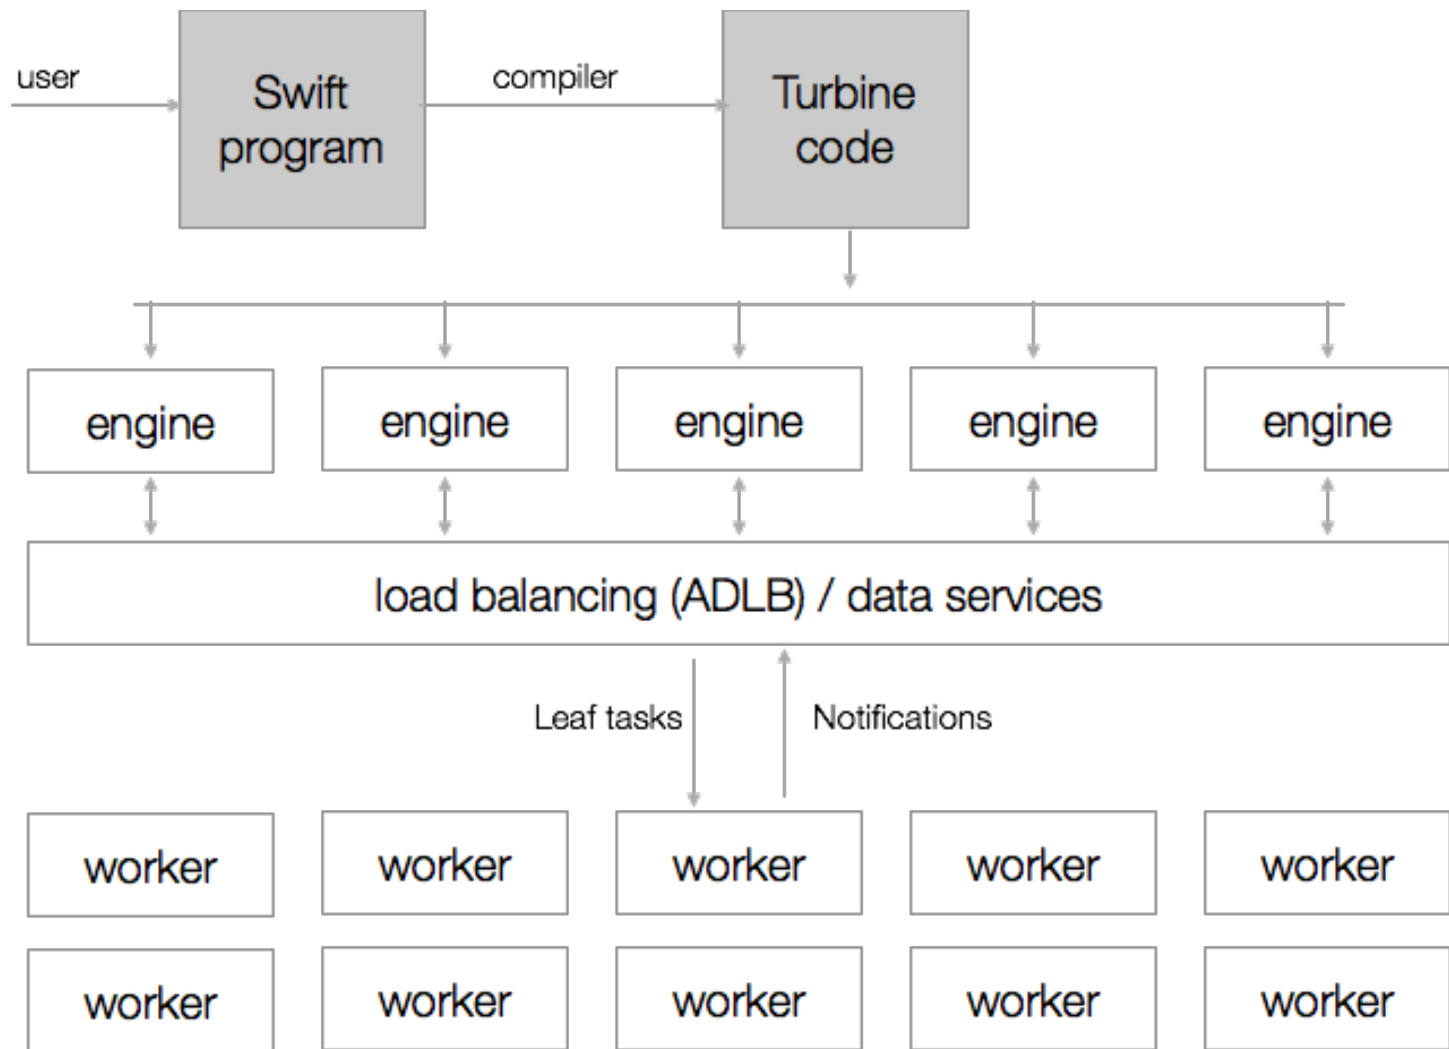 user
Swift
program
compiler
Turbine
code
engine engine engine engine engine
load balancing (ADLB) / data services
Leaf tasks Notifications
worker worker worker worker worker
worker worker worker worker worker